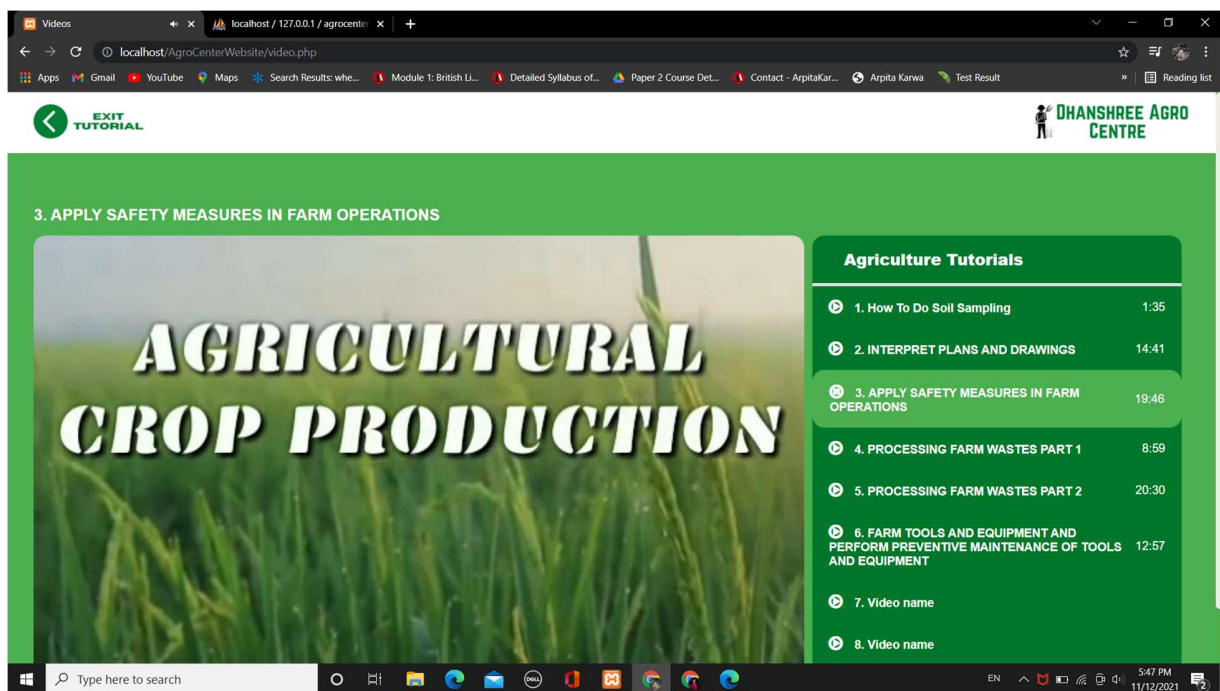 Videos
localhost / 127.0.0.1 / agrocenter
localhost/AgroCenterWebsite/video.php
Apps Gmail YouTube Maps Search Results: whe... Module 1: British Li... Detailed Syllabus of... Paper 2 Course Det... Contact - ArpitaKar... Arpita Karwa Test Result » Reading list
EXIT
TUTORIAL
DHANSHREE AGRO
CENTRE
3. APPLY SAFETY MEASURES IN FARM OPERATIONS
AGRICULTURAL
CROP PRODUCTION
Agriculture Tutorials
1. How To Do Soil Sampling 1:35
2. INTERPRET PLANS AND DRAWINGS 14:41
3. APPLY SAFETY MEASURES IN FARM
OPERATIONS 19:46
4. PROCESSING FARM WASTES PART 1 8:59
5. PROCESSING FARM WASTES PART 2 20:30
6. FARM TOOLS AND EQUIPMENT AND
PERFORM PREVENTIVE MAINTENANCE OF TOOLS 12:57
AND EQUIPMENT
7. Video name
8. Video name
Type here to search
DELL
EN
5:47 PM
11/12/2021
2